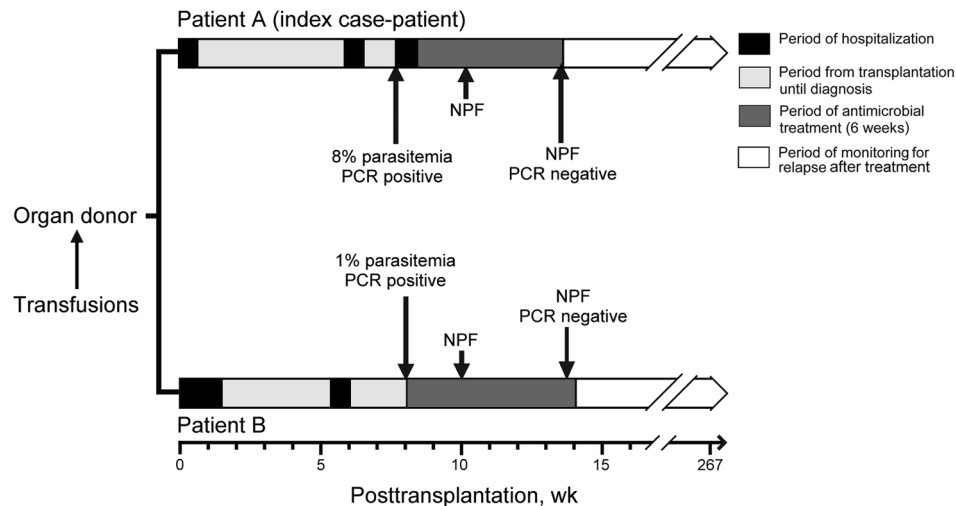 Patient A (index case-patient)
Period of hospitalization
Period from transplantation
until diagnosis
Period of antimicrobial
treatment (6 weeks)
Period of monitoring for
relapse after treatment
NPF
8% parasitemia
PCR positive
NPF
PCR negative
Organ donor
Transfusions
1% parasitemia
PCR positive
NPF
NPF
PCR negative
Patient B
0 5 10 15 267
Posttransplantation, wk